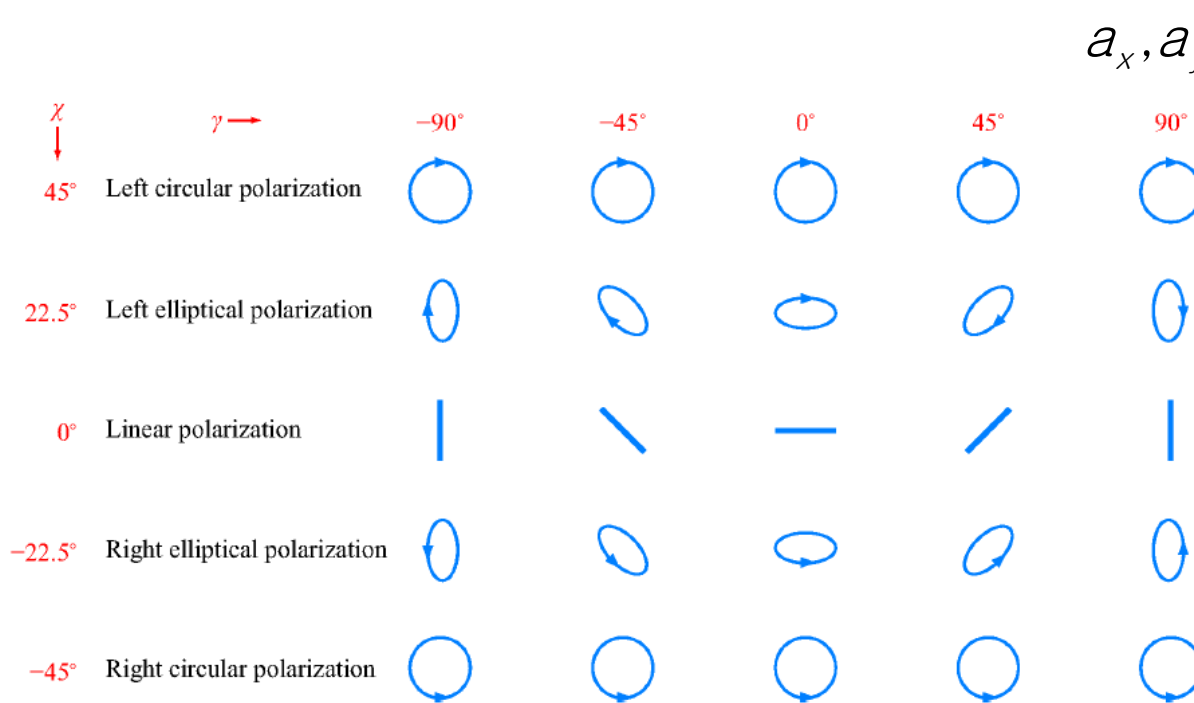 a_x, a
χ γ −90° −45° 0° 45° 90°
45° Left circular polarization
22.5° Left elliptical polarization
0° Linear polarization
−22.5° Right elliptical polarization
−45° Right circular polarization